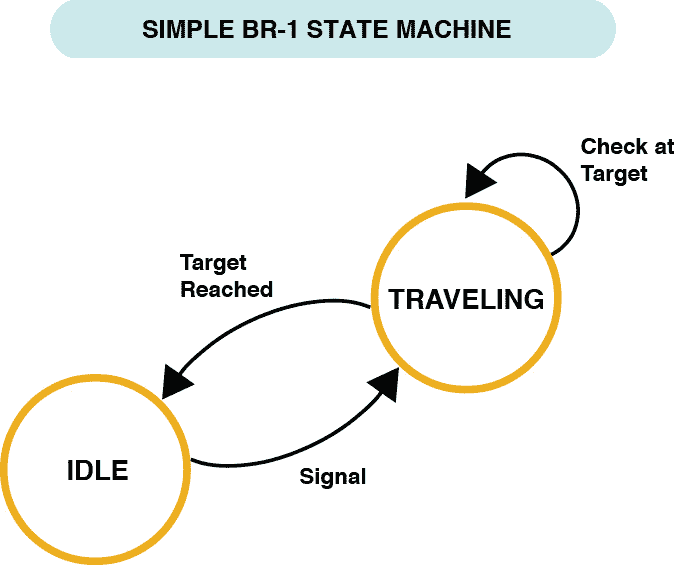 SIMPLE BR-1 STATE MACHINE
Check at
Target
Target
Reached
TRAVELING
IDLE
Signal